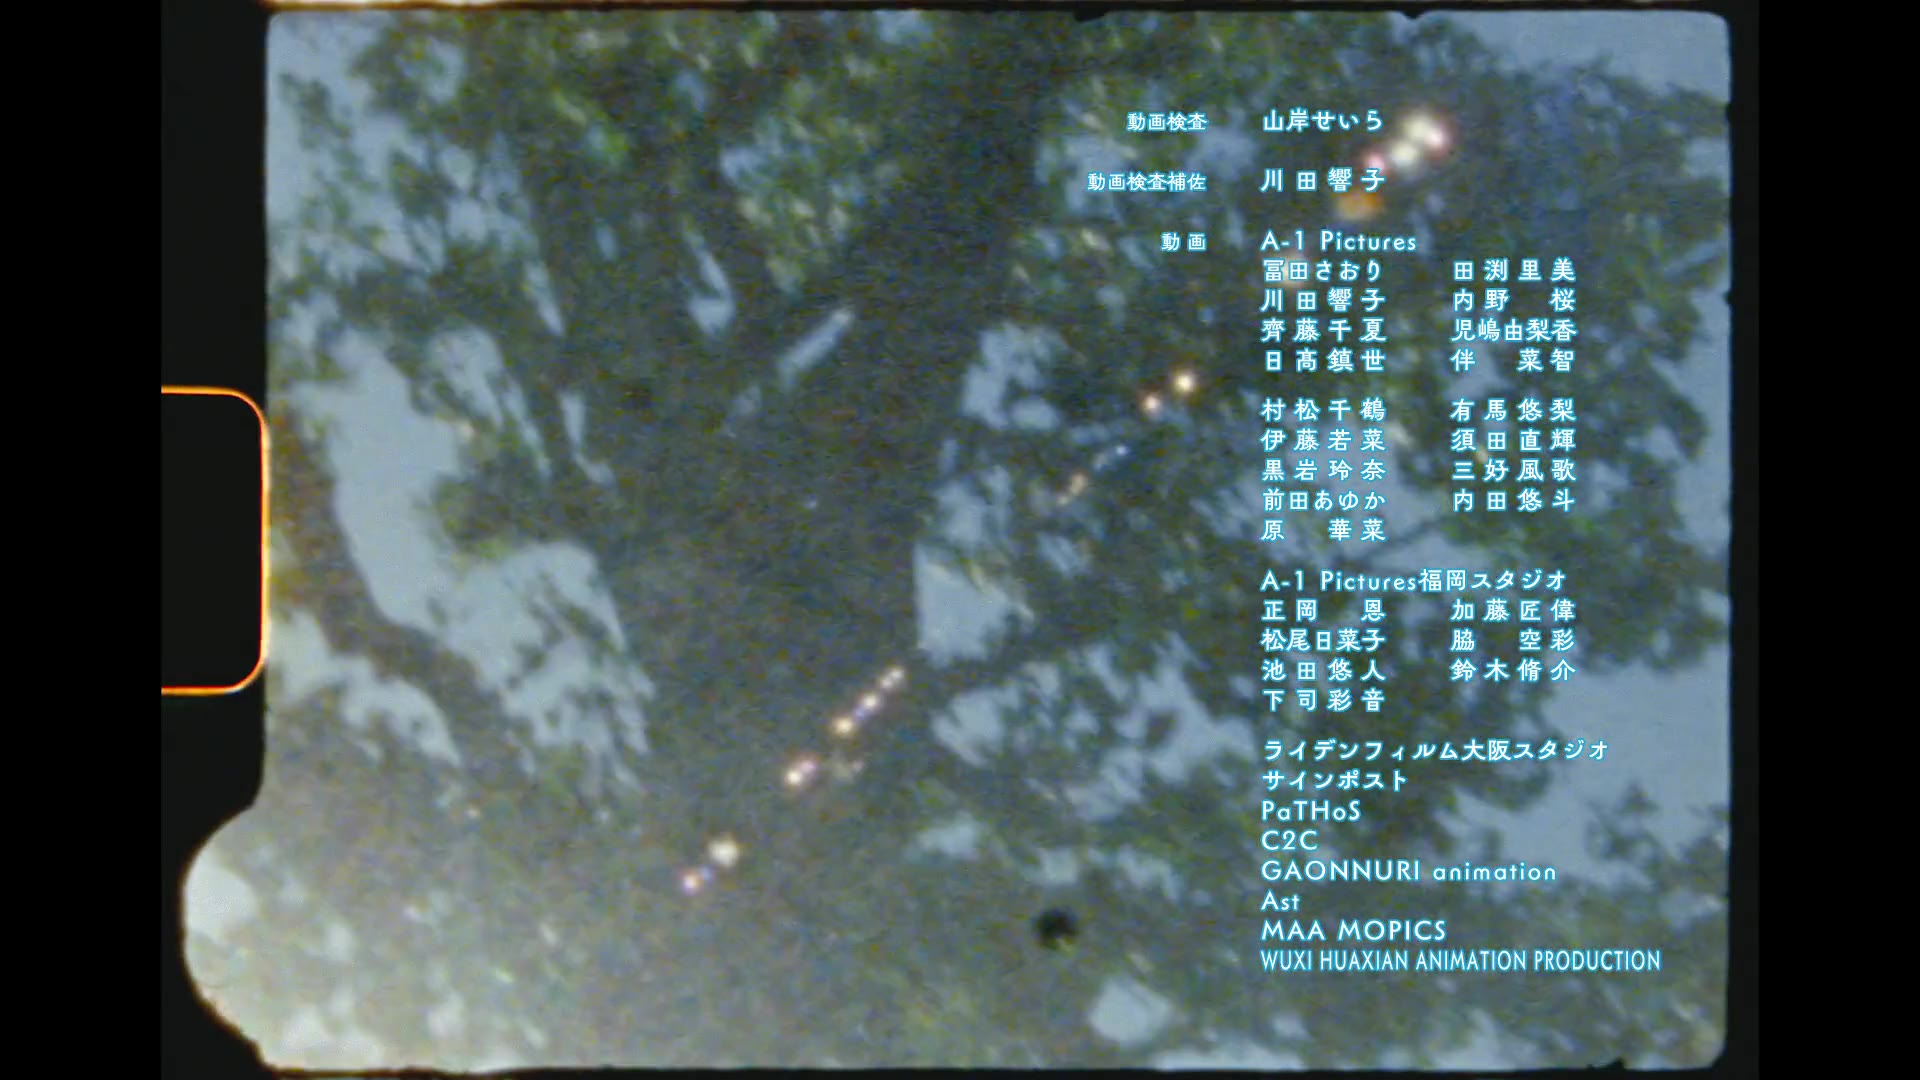 動画検査 山岸せいら
動画検査補佐 川田響子
動画 A-1 Pictures
冨田さおり 田渕里美
川田響子 内野 桜
齊藤千夏 児嶋由梨香
日髙鎮世 伴 菜智
村松千鶴 有馬悠梨
伊藤若菜 須田直輝
黒岩玲奈 三好風歌
前田あゆか 内田悠斗
原 華菜
A-1 Pictures福岡スタジオ
正岡 恩 加藤匠偉
松尾日菜子 脇 空彩
池田悠人 鈴木脩介
下司彩音
ライデンフィルム大阪スタジオ
サインポスト
PaTHoS
C2C
GAONNURI animation
Ast
MAA MOPICS
WUXI HUAXIAN ANIMATION PRODUCTION